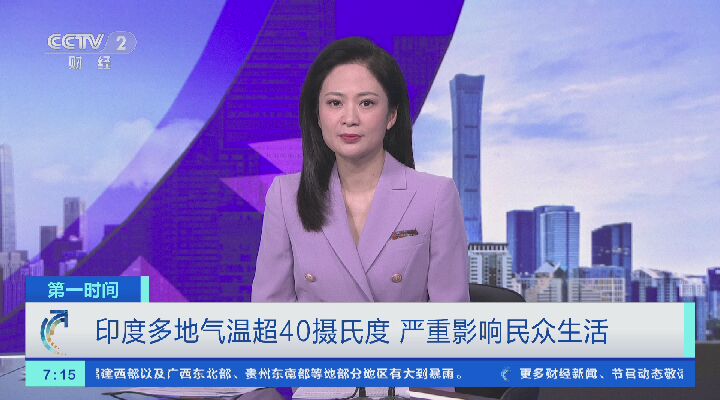 CCTV 2
财经
第一时间
印度多地气温超40摄氏度 严重影响民众生活
7:15
福建西部以及广西东北部、贵州东南部等地部分地区有大到暴雨。
更多财经新闻、节目动态敬请